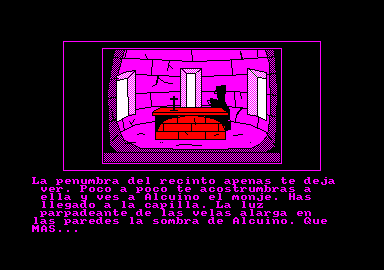 La penumbra del recinto apenas te deja
ver. Poco a poco te acostrumbras a
ella y ves a Alcuino el monje. Has
llegado a la capilla. La luz
parpadeante de las velas alarga en
las paredes la sombra de Alcuino. Que
MAS...